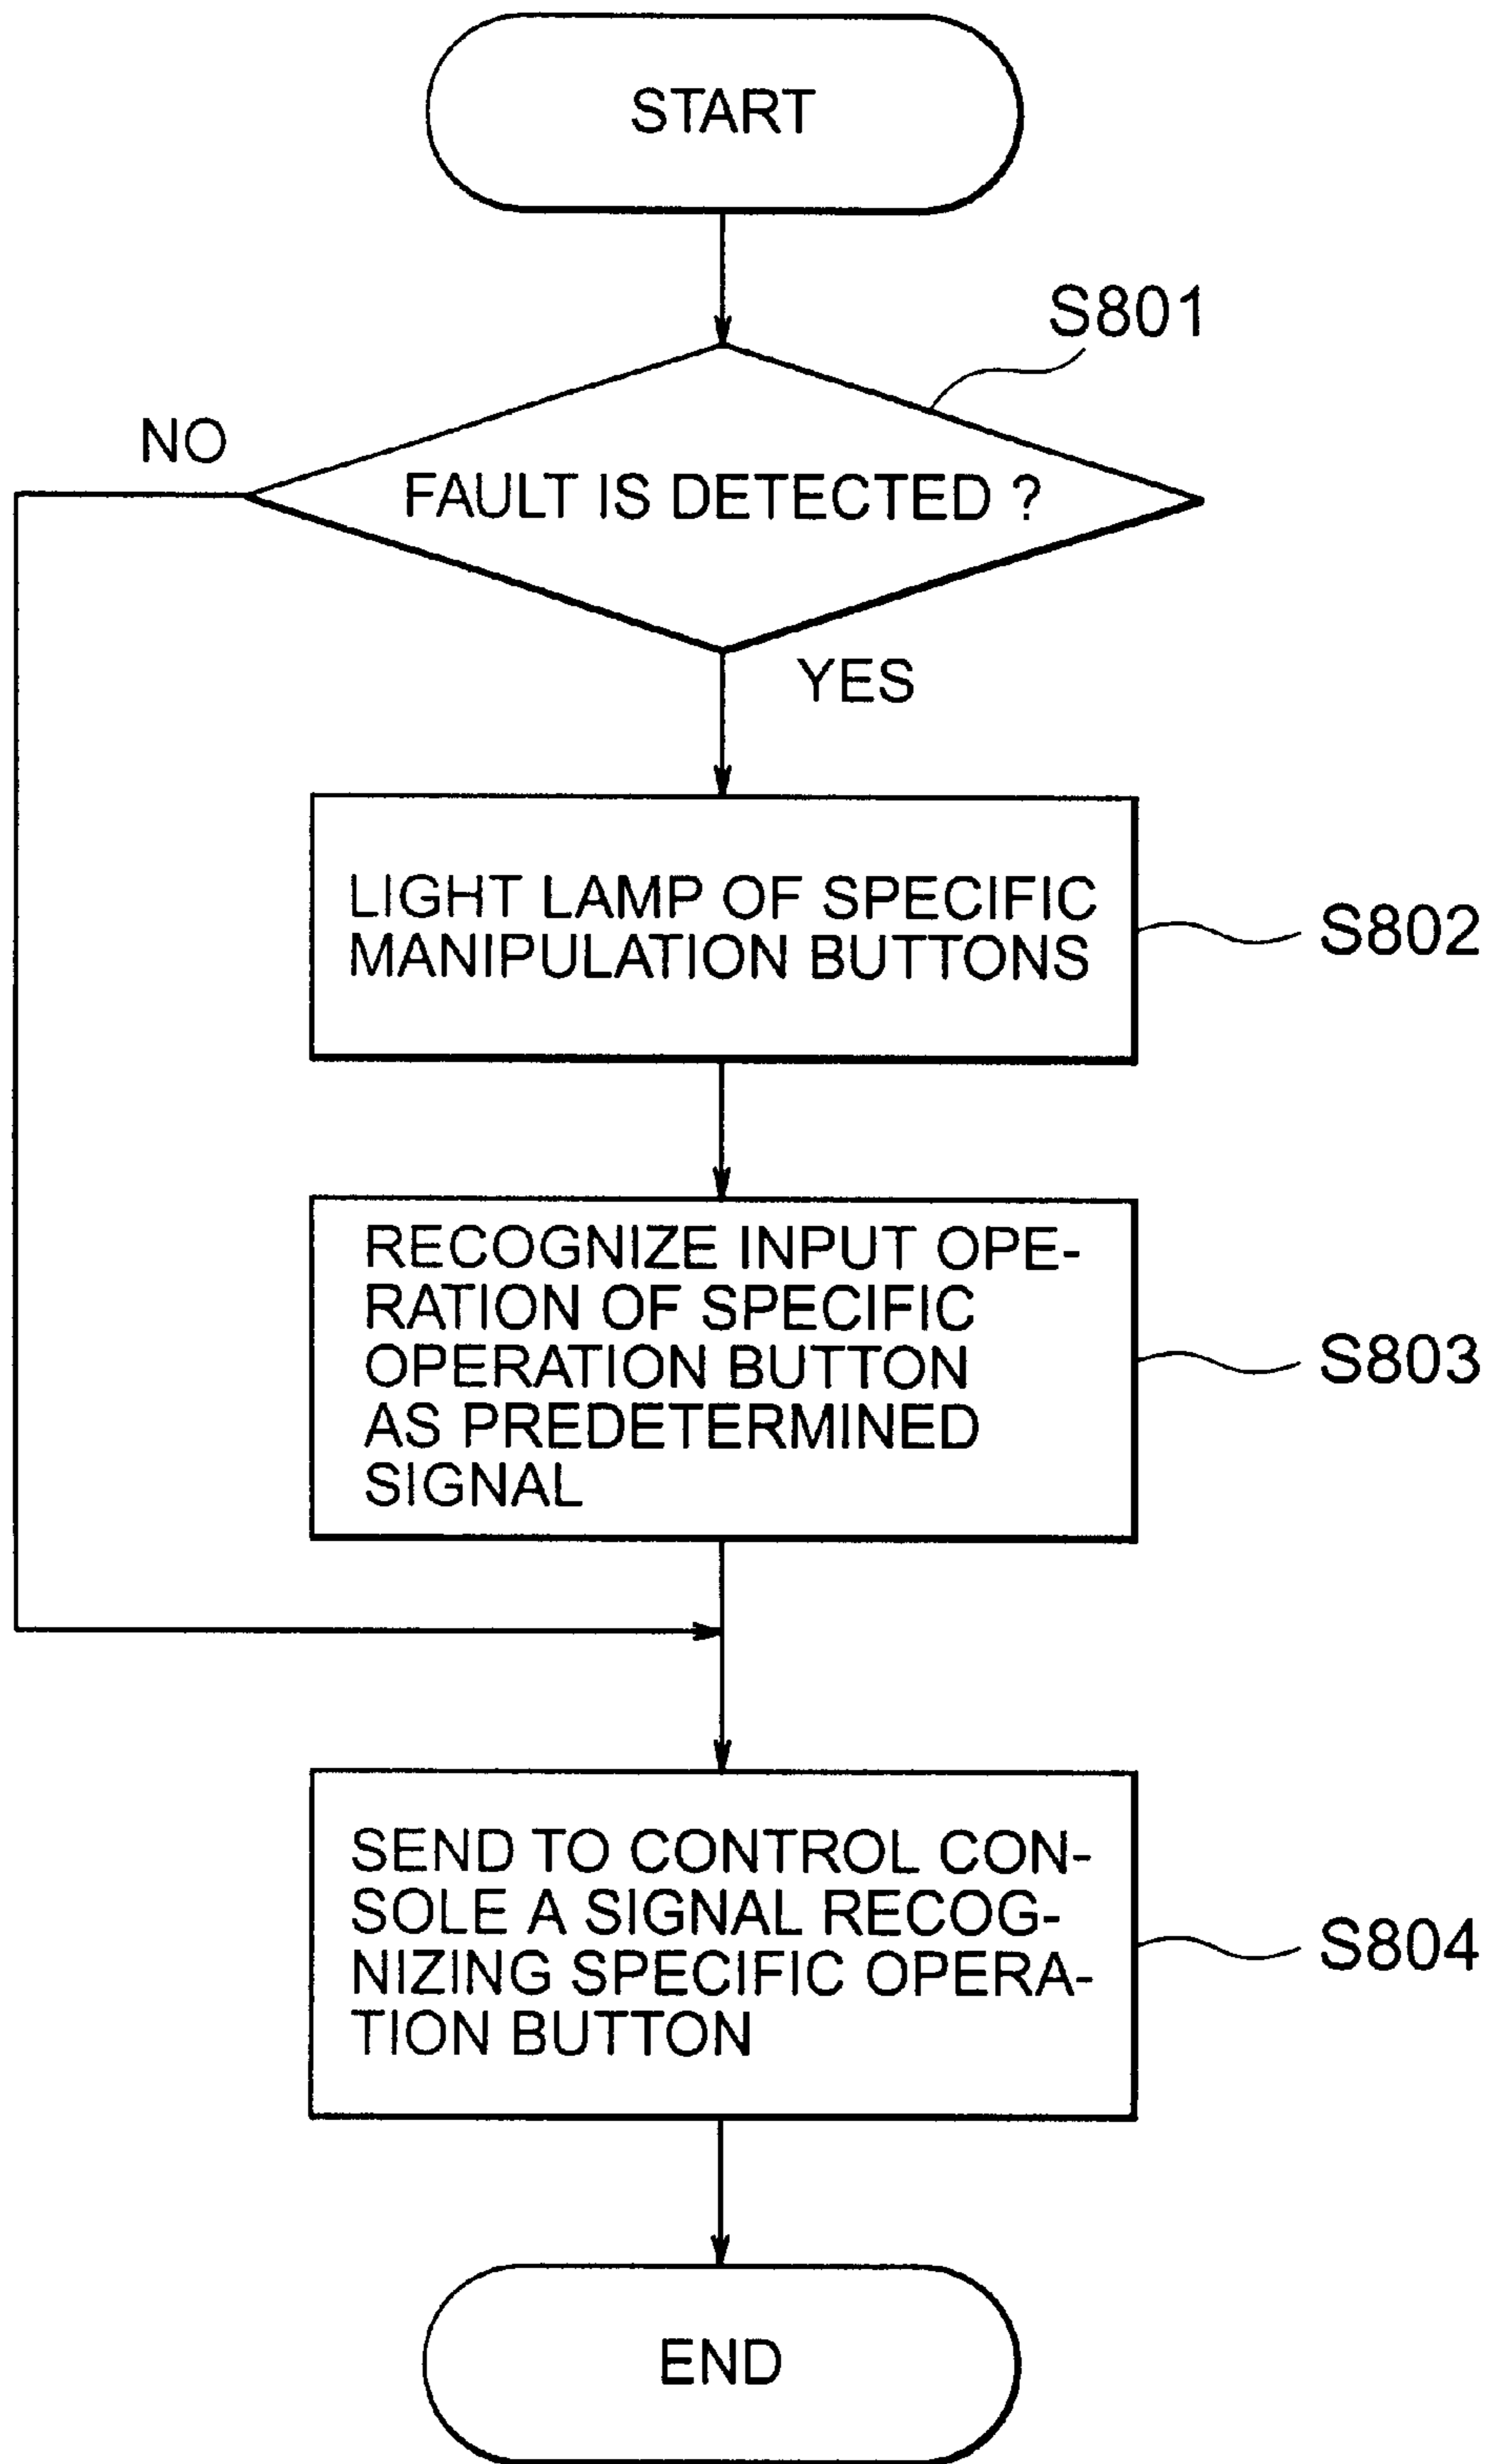 START
S801
NO
FAULT IS DETECTED ?
YES
LIGHT LAMP OF SPECIFIC
MANIPULATION BUTTONS
S802
RECOGNIZE INPUT OPE-
RATION OF SPECIFIC
OPERATION BUTTON
AS PREDETERMINED
SIGNAL
S803
SEND TO CONTROL CON-
SOLE A SIGNAL RECOG-
NIZING SPECIFIC OPERA-
TION BUTTON
S804
END